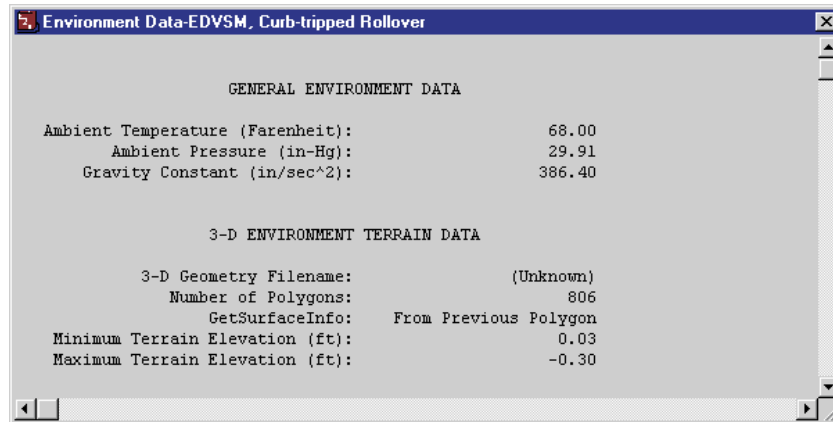 Environment Data-EDVSM, Curb-tripped Rollover
GENERAL ENVIRONMENT DATA
Ambient Temperature (Farenheit): 68.00
Ambient Pressure (in-Hg): 29.91
Gravity Constant (in/sec^2): 386.40
3-D ENVIRONMENT TERRAIN DATA
3-D Geometry Filename: (Unknown)
Number of Polygons: 806
GetSurfaceInfo: From Previous Polygon
Minimum Terrain Elevation (ft): 0.03
Maximum Terrain Elevation (ft): -0.30